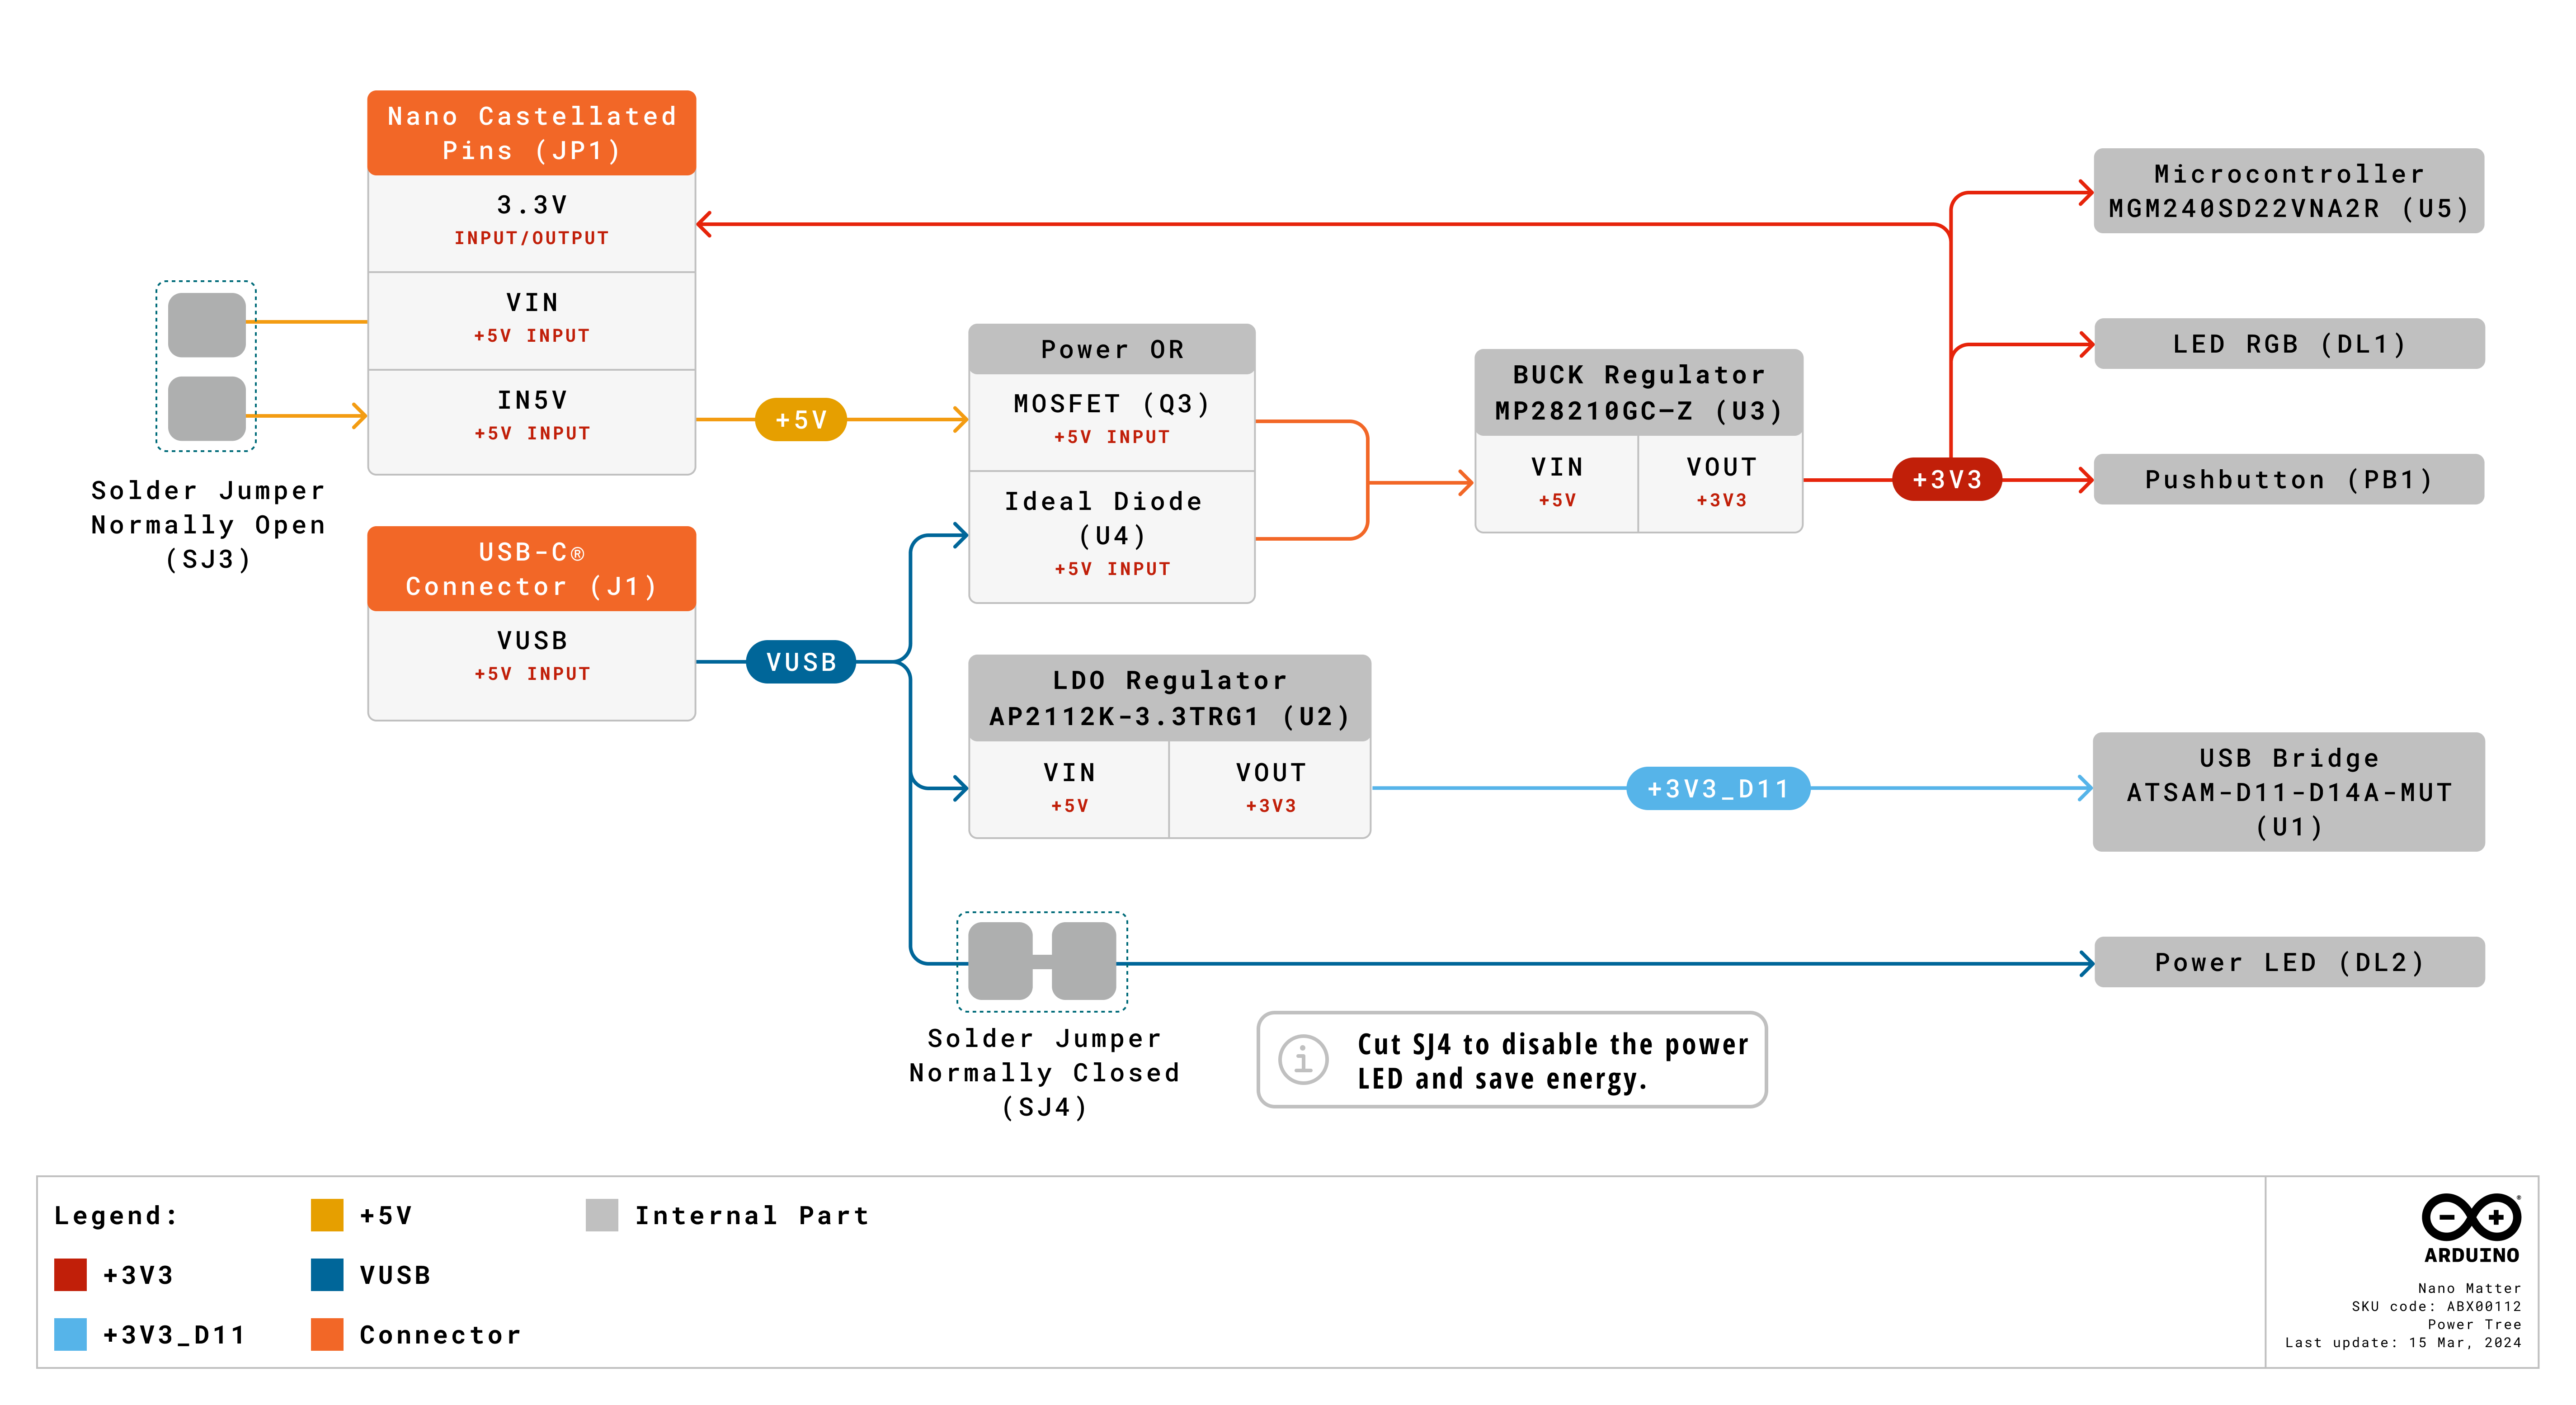 Nano Castellated
Pins (JP1)
3.3V
INPUT/OUTPUT
VIN
+5V INPUT
IN5V
+5V INPUT
Solder Jumper
Normally Open
(SJ3)
USB-C®
Connector (J1)
VUSB
+5V INPUT
+5V
VUSB
Power OR
MOSFET (Q3)
+5V INPUT
Ideal Diode
(U4)
+5V INPUT
BUCK Regulator
MP28210GC-Z (U3)
VIN
+5V
VOUT
+3V3
+3V3
Microcontroller
MGM240SD22VNA2R (U5)
LED RGB (DL1)
Pushbutton (PB1)
LDO Regulator
AP2112K-3.3TRG1 (U2)
VIN
+5V
VOUT
+3V3
+3V3_D11
USB Bridge
ATSAM-D11-D14A-MUT
(U1)
Solder Jumper
Normally Closed
(SJ4)
Power LED (DL2)
Cut SJ4 to disable the power
LED and save energy.
Legend:
+3V3
+3V3_D11
+5V
VUSB
Connector
Internal Part
ARDUINO
Nano Matter
SKU code: ABX00112
Power Tree
Last update: 15 Mar, 2024